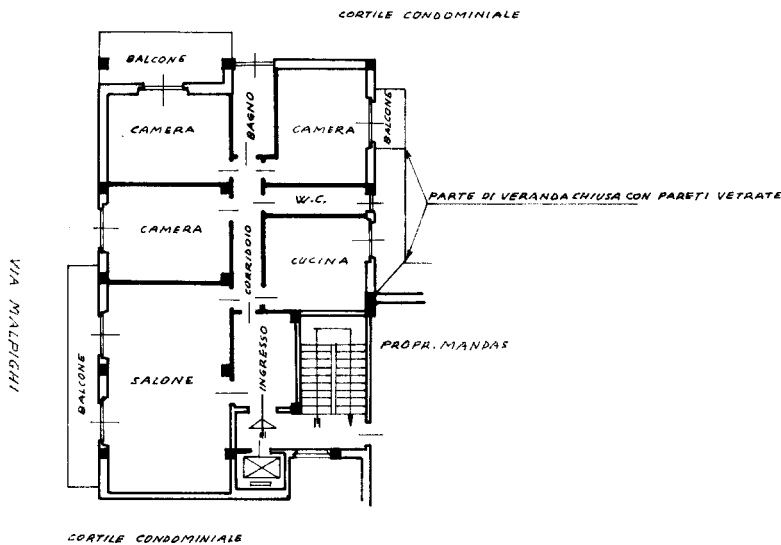 CORTILE CONDOMINIALE
BALCONE
CAMERA
BAGNO
CAMERA
BALCONE
PARTE DI VERANDA CHIUSA CON PARETI VETRATE
W.C.
CAMERA
CORRIDOIO
CUCINA
VIA MALPIGHI
PROPR. MANDAS
BALCONE
SALONE
INGRESSO
CORTILE CONDOMINIALE